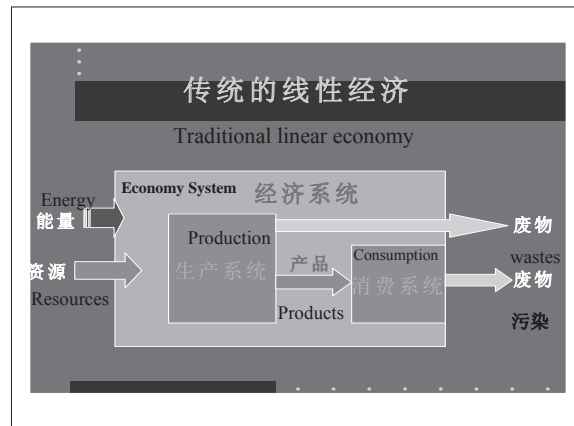 传统的线性经济
Traditional linear economy
Economy System 经济系统
Energy
能量
废物
Production
Consumption
wastes
资源
生产系统
产品
消费系统
废物
Resources
Products
污染